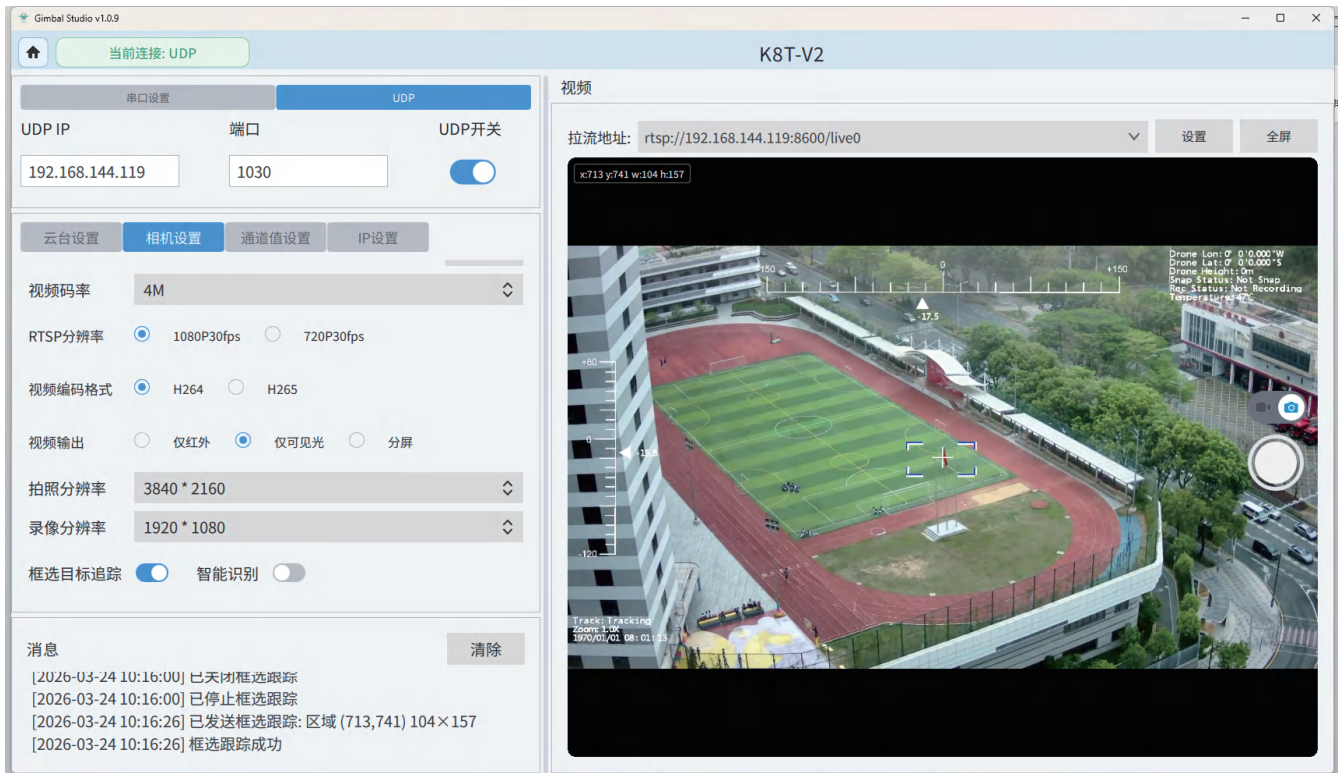 Gimbal Studio v1.0.9
当前连接: UDP
K8T-V2
串口设置
UDP
UDP IP
端口
UDP开关
192.168.144.119
1030
云台设置
相机设置
通道值设置
IP设置
视频码率
4M
RTSP分辨率
1080P30fps
720P30fps
视频编码格式
H264
H265
视频输出
仅红外
仅可见光
分屏
拍照分辨率
3840 * 2160
录像分辨率
1920 * 1080
框选目标追踪
智能识别
消息
清除
[2026-03-24 10:16:00] 已关闭框选跟踪
[2026-03-24 10:16:00] 已停止框选跟踪
[2026-03-24 10:16:26] 已发送框选跟踪: 区域 (713,741) 104×157
[2026-03-24 10:16:26] 框选跟踪成功
视频
拉流地址:
rtsp://192.168.144.119:8600/live0
设置
全屏
x:713 y:741 w:104 h:157
Drone Lon: 0° 0'0.000"W
Drone Lat: 0° 0'0.000"S
Drone Height: 0m
Snap Status: Not Snap
Rec Status: Not Recording
Temperature: 47C
-150
0
+150
-17.5
+80
0
-15.8
-120
Track: Tracking
Zoom: 1.0X
1970/01/01 08:01:13